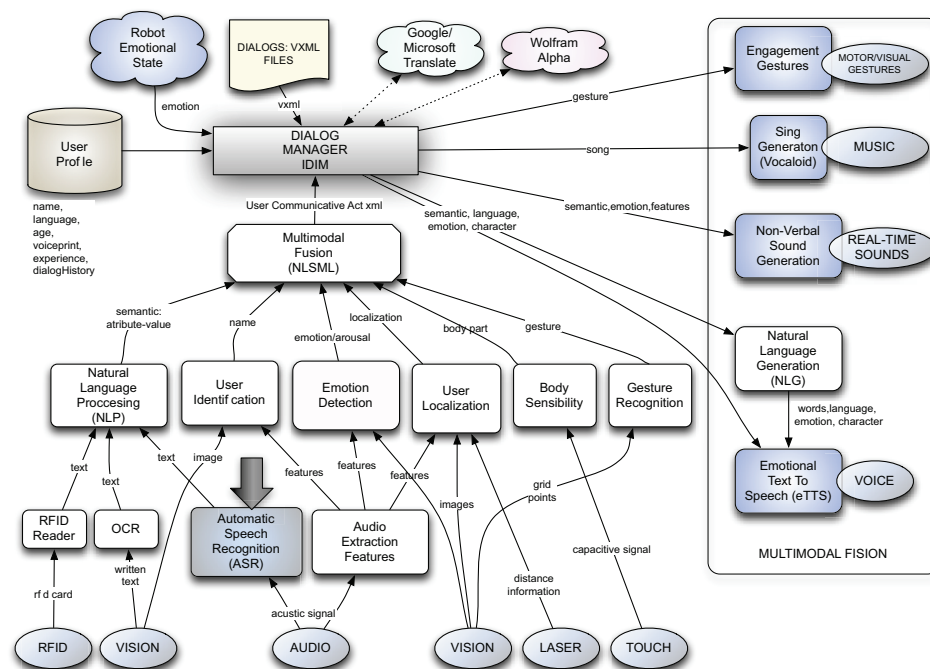 Robot
Emotional
State
DIALOGS: VXML
FILES
Google/
Microsoft
Translate
Wolfram
Alpha
Engagement
Gestures
MOTOR/VISUAL
GESTURES
emotion
vxml
gesture
User
Prof le
DIALOG
MANAGER
IDIM
song
Sing
Generaton
(Vocaloid)
MUSIC
name,
language,
age,
voiceprint,
experience,
dialogHistory
User Communicative Act xml
semantic, language,
emotion, character
semantic,emotion,features
Non-Verbal
Sound
Generation
REAL-TIME
SOUNDS
Multimodal
Fusion
(NLSML)
semantic:
atribute-value
name
emotion/arousal
localization
body part
gesture
Natural
Language
Proccesing
(NLP)
User
Identif cation
Emotion
Detection
User
Localization
Body
Sensibility
Gesture
Recognition
Natural
Language
Generation
(NLG)
words,language,
emotion, character
text
text
text
image
features
features
features
images
grid
points
Emotional
Text To
Speech (eTTS)
VOICE
RFID
Reader
OCR
Automatic
Speech
Recognition
(ASR)
Audio
Extraction
Features
capacitive signal
MULTIMODAL FISION
rf d card
written
text
acustic signal
distance
information
RFID
VISION
AUDIO
VISION
LASER
TOUCH